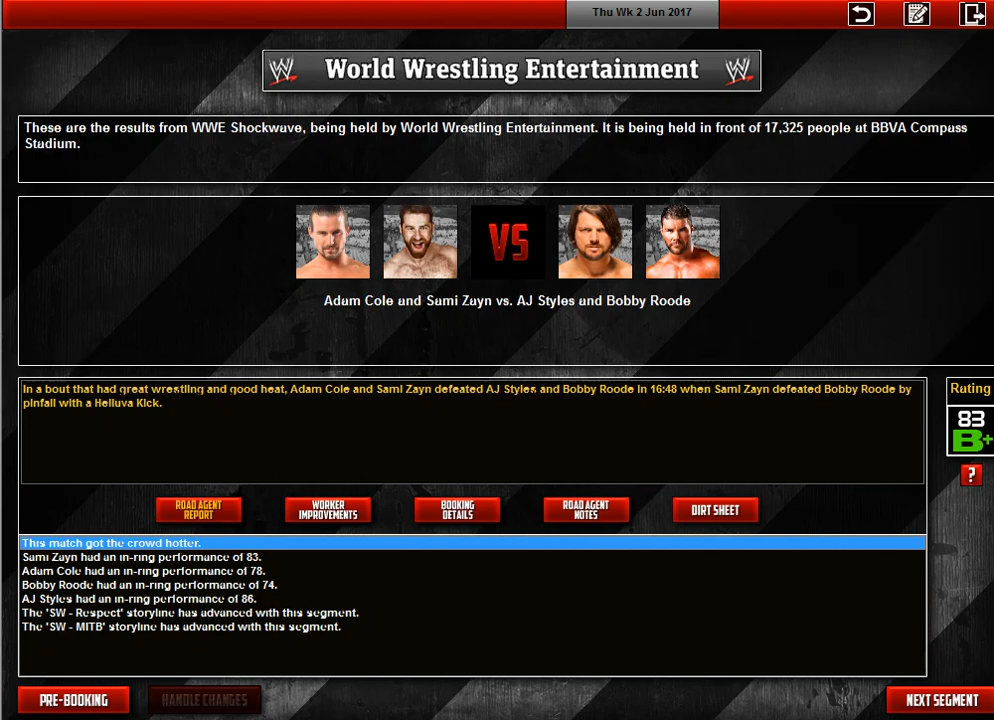 Thu Wk 2 Jun 2017
World Wrestling Entertainment
These are the results from WWE Shockwave, being held by World Wrestling Entertainment. It is being held in front of 17,325 people at BBVA Compass
Stadium.
VS
Adam Cole and Sami Zayn vs. AJ Styles and Bobby Roode
In a bout that had great wrestling and good heat, Adam Cole and Sami Zayn defeated AJ Styles and Bobby Roode in 16:48 when Sami Zayn defeated Bobby Roode by
pinfall with a Helluva Kick.
Rating
83
B+
?
ROAD AGENT
REPORT
WORKER
IMPROVEMENTS
BOOKING
DETAILS
ROAD AGENT
NOTES
DIRT SHEET
This match got the crowd hotter.
Sami Zayn had an in-ring performance of 83.
Adam Cole had an in-ring performance of 78.
Bobby Roode had an in-ring performance of 74.
AJ Styles had an in-ring performance of 86.
The 'SW - Respect' storyline has advanced with this segment.
The 'SW - MITB' storyline has advanced with this segment.
PRE-BOOKING
HANDLE CHANGES
NEXT SEGMENT